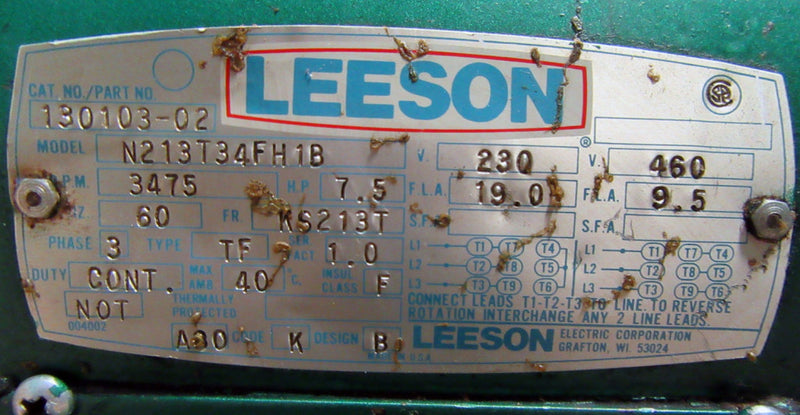 LEESON
CAT. NO./PART NO.
130103-02
MODEL N213T34FH1B V. 230 V. 460
R.P.M. 3475 H.P. 7.5 F.L.A. 19.0 F.L.A. 9.5
HZ 60 FR. KS213T S.F.A. S.F.A.
PHASE 3 TYPE TF SER FACT. 1.0 L1 T1 T7 T4 L1 T1 T7 T4
DUTY CONT. MAX AMB 40 °C. INSUL CLASS F L2 T2 T8 T5 L2 T2 T8 T5
L3 T3 T9 T6 L3 T3 T9 T6
NOT THERMALLY PROTECTED CONNECT LEADS T1-T2-T3 TO LINE TO REVERSE
004002 ROTATION INTERCHANGE ANY 2 LINE LEADS.
CODE K DESIGN B LEESON ELECTRIC CORPORATION
MADE IN U.S.A. GRAFTON, WI. 53024